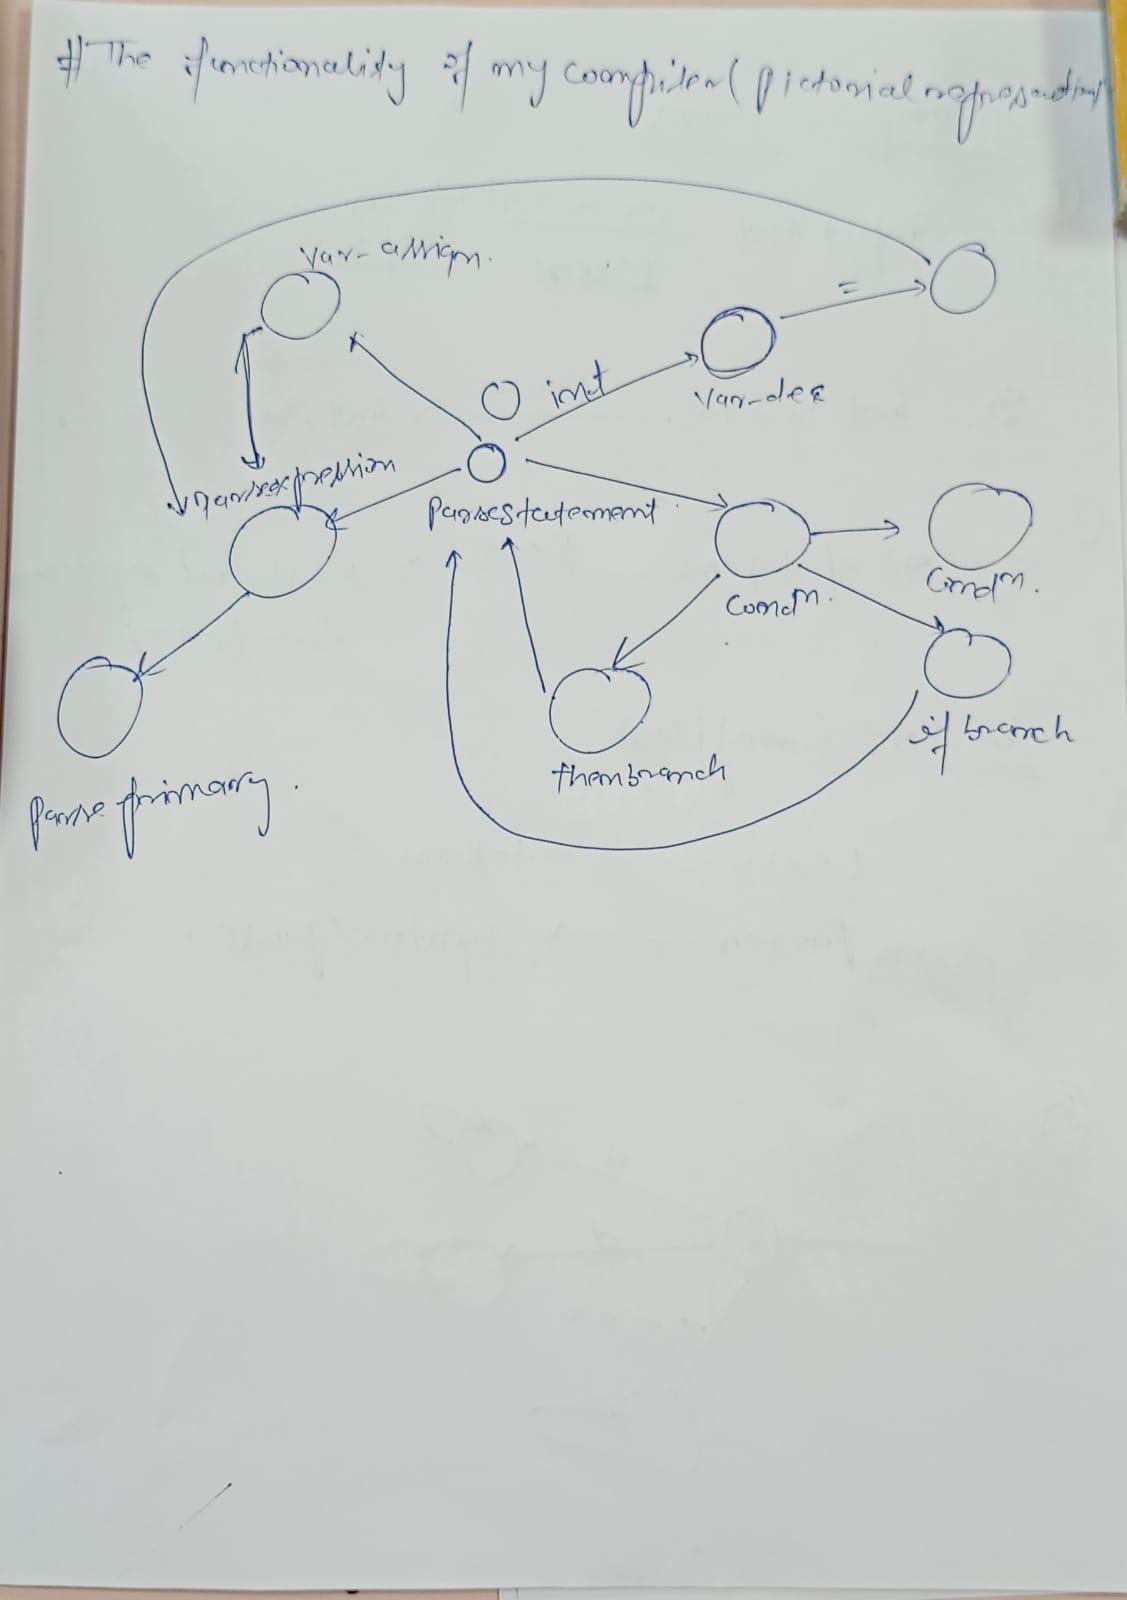 # The functionality of my compiler (pictorial representation)
var-assign.
=
int
var-dec
parsexpression
parsestatement
condn.
condn.
if branch
thenbranch
parse primary.